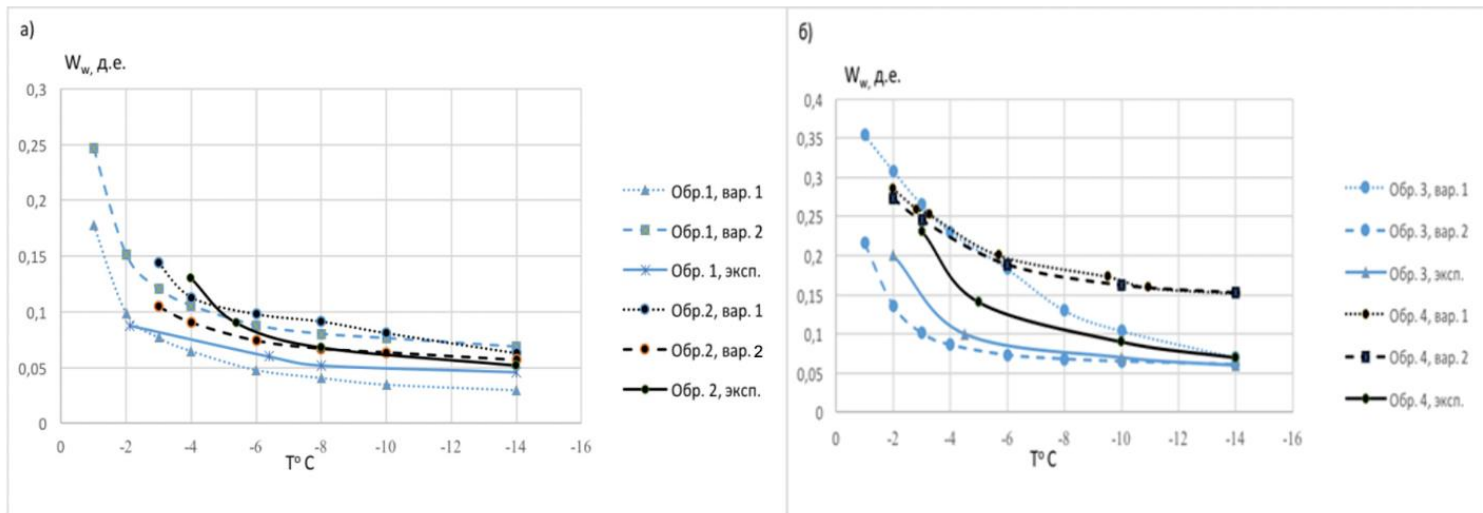 а)
W_w, д.е.
0,3
0,25
0,2
0,15
0,1
0,05
0
0 -2 -4 -6 -8 -10 -12 -14 -16
T° C
Обр.1, вар. 1
Обр.1, вар. 2
Обр. 1, эксп.
Обр.2, вар. 1
Обр.2, вар. 2
Обр. 2, эксп.
б)
W_w, д.е.
0,4
0,35
0,3
0,25
0,2
0,15
0,1
0,05
0
0 -2 -4 -6 -8 -10 -12 -14 -16
T° C
Обр. 3, вар. 1
Обр. 3, вар. 2
Обр. 3, эксп.
Обр. 4, вар. 1
Обр. 4, вар. 2
Обр. 4, эксп.